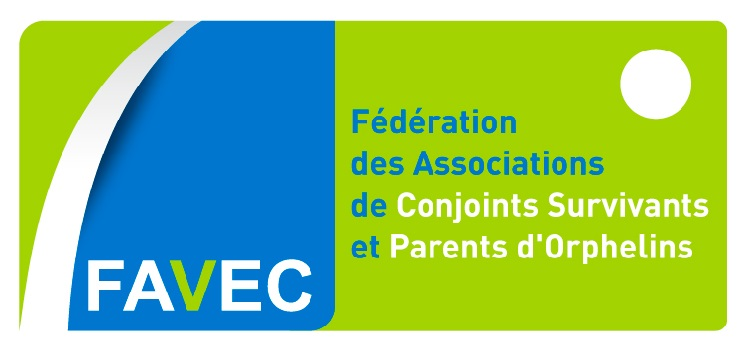 FAVEC
Fédération
des Associations
de Conjoints Survivants
et Parents d'Orphelins